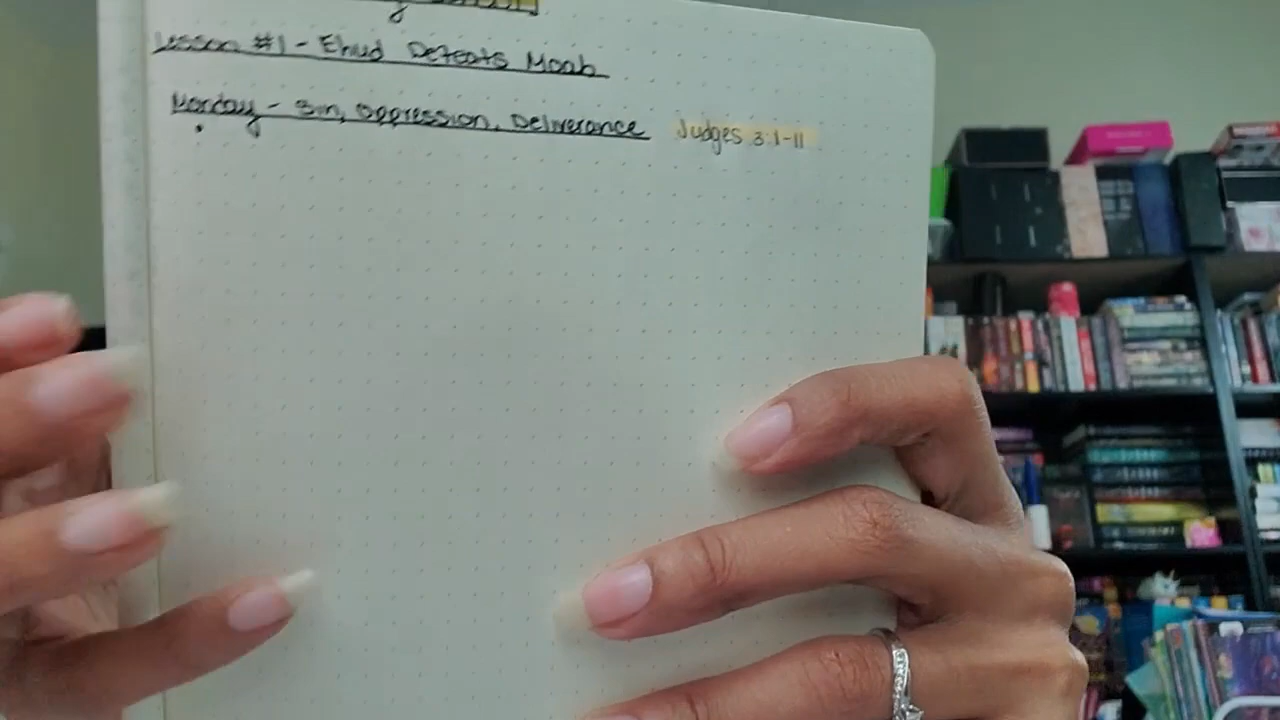 Lesson #1 - Ehud Defeats Moab
Monday - Sin, Oppression, Deliverance Judges 3:1-11